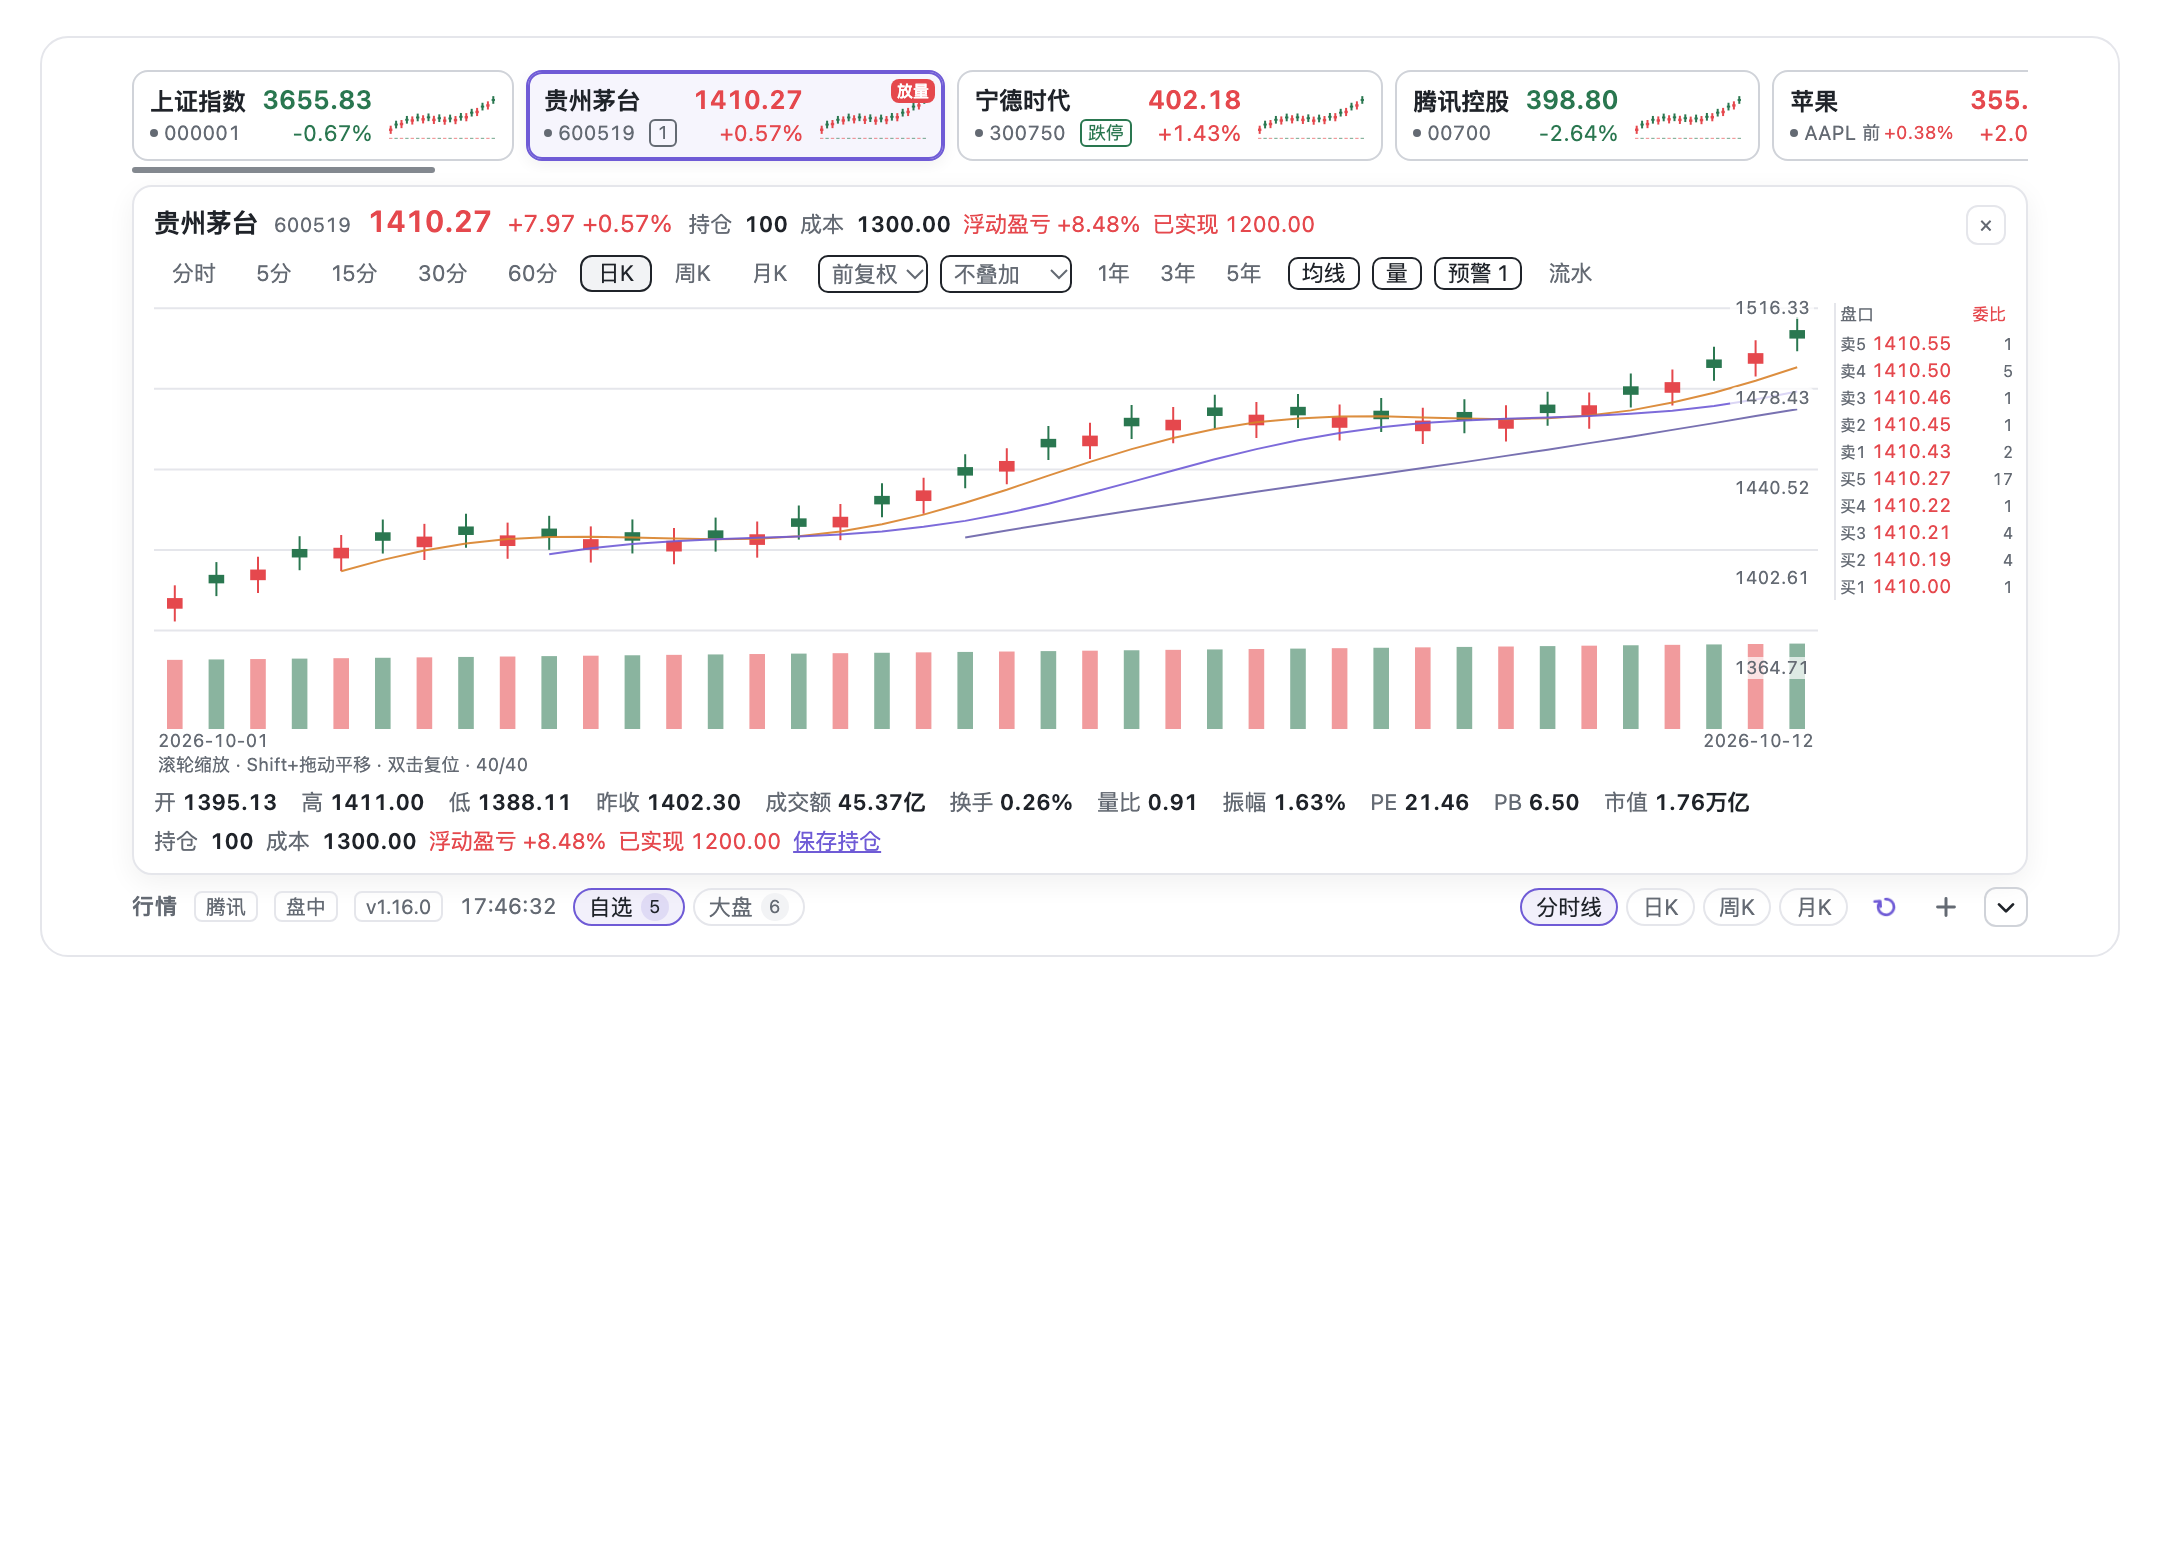 上证指数 3655.83
000001 -0.67%
贵州茅台 1410.27 放量
600519 1 +0.57%
宁德时代 402.18
300750 跌停 +1.43%
腾讯控股 398.80
00700 -2.64%
苹果 355.
AAPL 前 +0.38% +2.0
贵州茅台 600519 1410.27 +7.97 +0.57% 持仓 100 成本 1300.00 浮动盈亏 +8.48% 已实现 1200.00 ×
分时 5分 15分 30分 60分 日K 周K 月K 前复权 不叠加 1年 3年 5年 均线 量 预警 1 流水
1516.33
1478.43
1440.52
1402.61
1364.71
盘口 委比
卖5 1410.55 1
卖4 1410.50 5
卖3 1410.46 1
卖2 1410.45 1
卖1 1410.43 2
买5 1410.27 17
买4 1410.22 1
买3 1410.21 4
买2 1410.19 4
买1 1410.00 1
2026-10-01 2026-10-12
滚轮缩放 · Shift+拖动平移 · 双击复位 · 40/40
开 1395.13 高 1411.00 低 1388.11 昨收 1402.30 成交额 45.37亿 换手 0.26% 量比 0.91 振幅 1.63% PE 21.46 PB 6.50 市值 1.76万亿
持仓 100 成本 1300.00 浮动盈亏 +8.48% 已实现 1200.00 保存持仓
行情 腾讯 盘中 v1.16.0 17:46:32 自选 5 大盘 6 分时线 日K 周K 月K